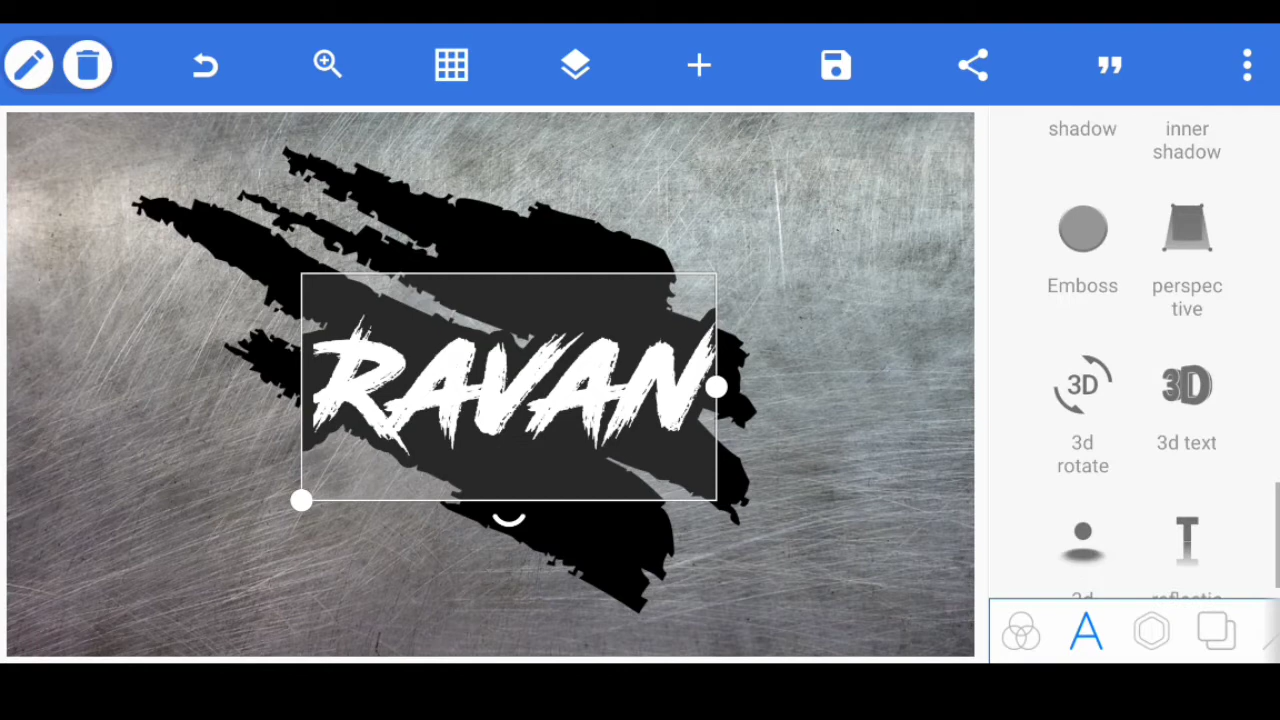 shadow
inner
shadow
Emboss
perspec
tive
RAVAN
3D
3D
3d
rotate
3d text
T
A